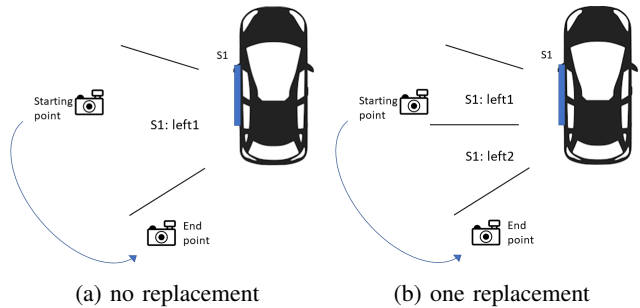 S1
Starting
point
S1: left1
End
point
(a) no replacement
S1
Starting
point
S1: left1
S1: left2
End
point
(b) one replacement